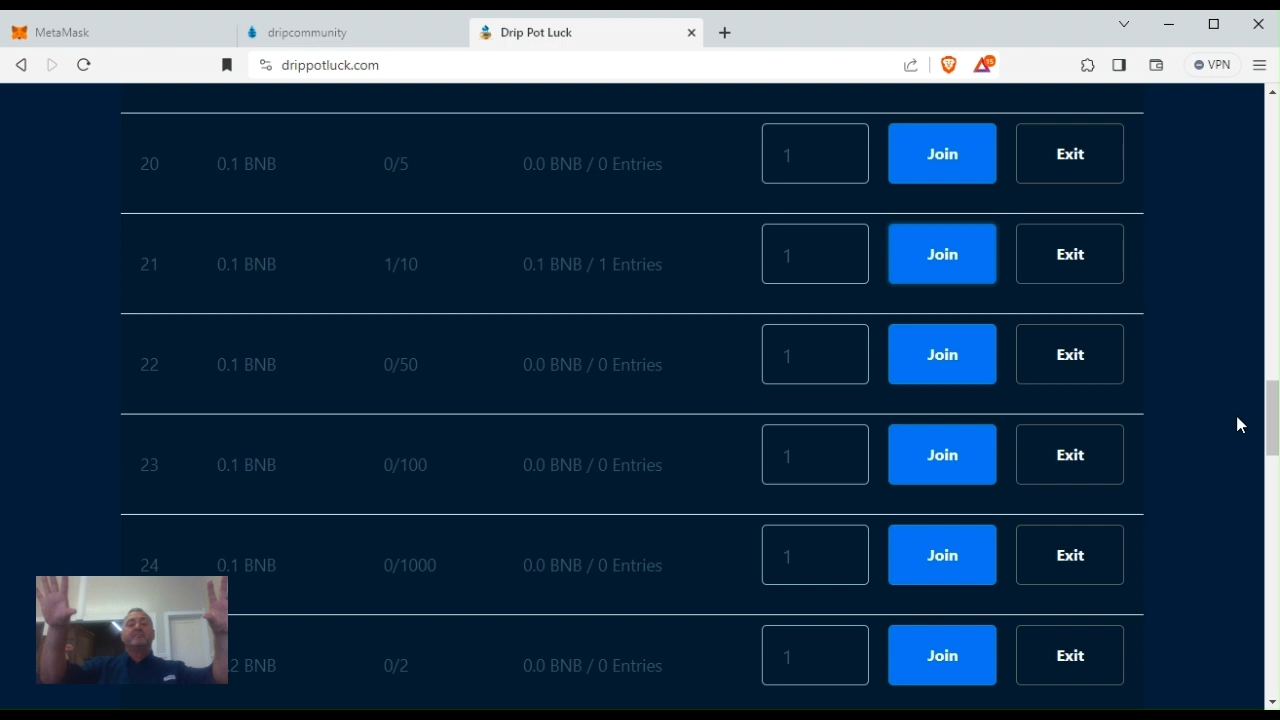 MetaMask dripcommunity Drip Pot Luck
drippotluck.com 15 VPN
20 0.1 BNB 0/5 0.0 BNB / 0 Entries 1 Join Exit
21 0.1 BNB 1/10 0.1 BNB / 1 Entries 1 Join Exit
22 0.1 BNB 0/50 0.0 BNB / 0 Entries 1 Join Exit
23 0.1 BNB 0/100 0.0 BNB / 0 Entries 1 Join Exit
24 0.1 BNB 0/1000 0.0 BNB / 0 Entries 1 Join Exit
.2 BNB 0/2 0.0 BNB / 0 Entries 1 Join Exit